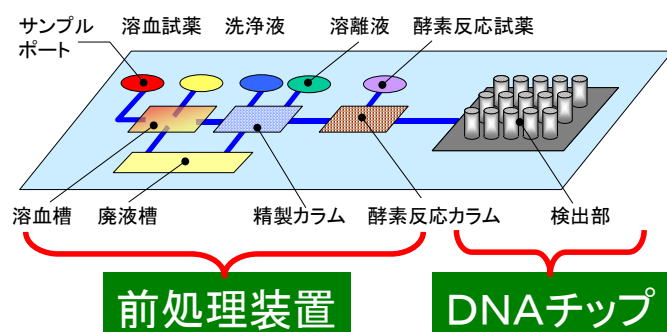 サンプル
ポート
溶血試薬
洗浄液
溶離液
酵素反応試薬
溶血槽
廃液槽
精製カラム
酵素反応カラム
検出部
前処理装置
DNAチップ